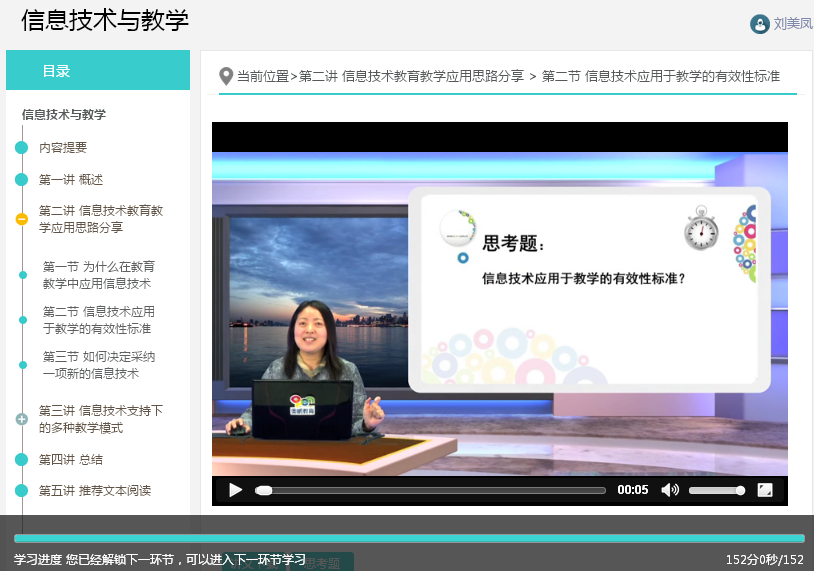 信息技术与教学
刘美凤
目录
当前位置>第二讲 信息技术教育教学应用思路分享 > 第二节 信息技术应用于教学的有效性标准
信息技术与教学
内容提要
第一讲 概述
第二讲 信息技术教育教
学应用思路分享
第一节 为什么在教育
教学中应用信息技术
第二节 信息技术应用
于教学的有效性标准
第三节 如何决定采纳
一项新的信息技术
第三讲 信息技术支持下
的多种教学模式
第四讲 总结
第五讲 推荐文本阅读
思考题：
信息技术应用于教学的有效性标准？
00:05
思考题
学习进度 您已经解锁下一环节，可以进入下一环节学习
152分0秒/152